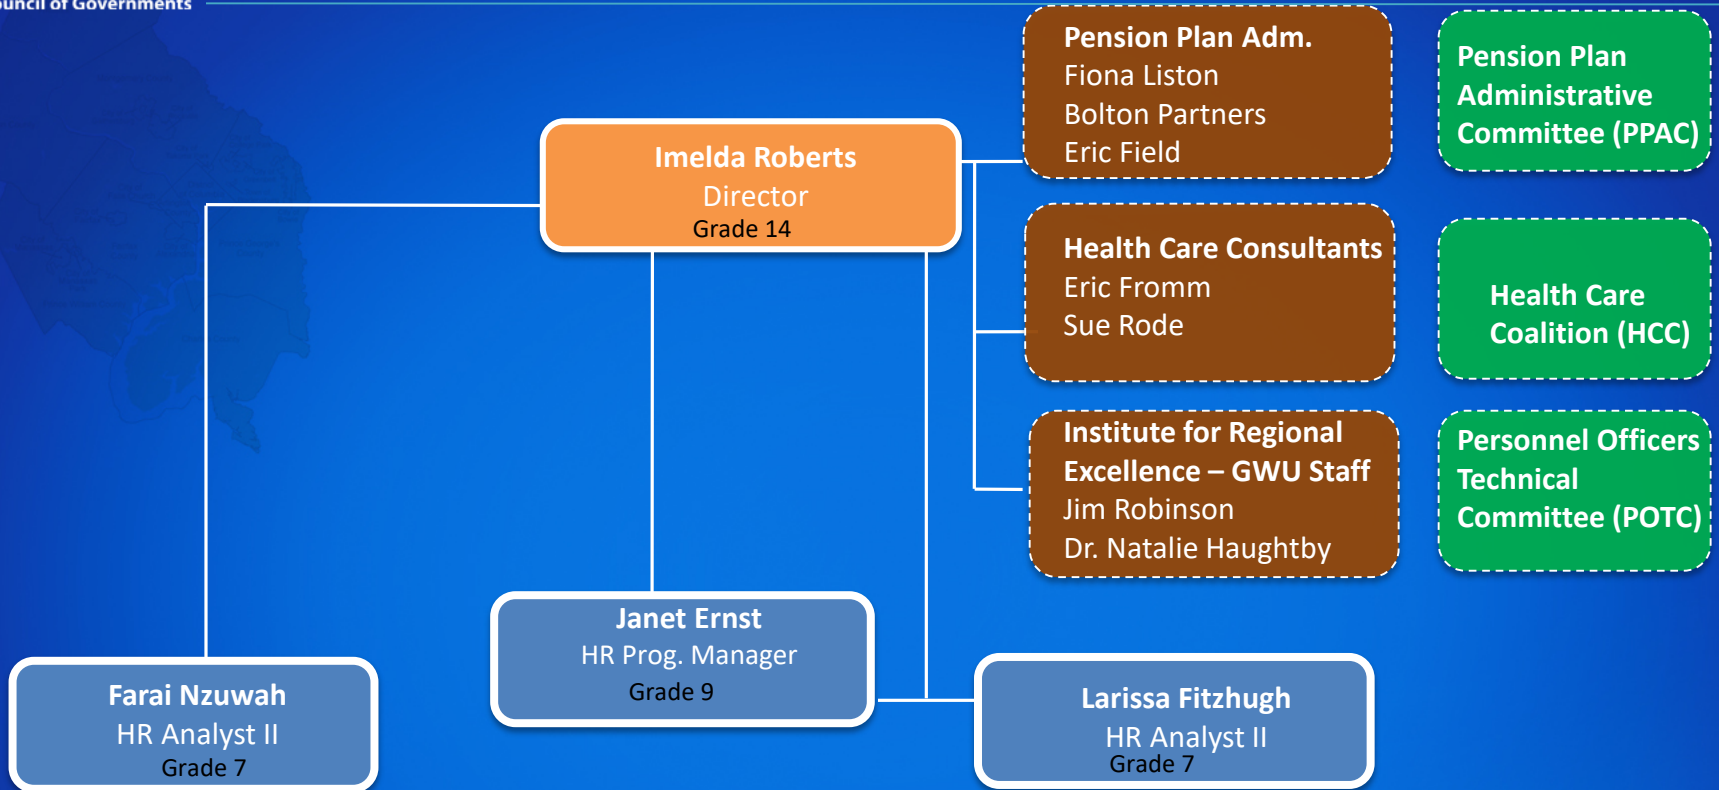 Council of Governments
Imelda Roberts
Director
Grade 14
Pension Plan Adm.
Fiona Liston
Bolton Partners
Eric Field
Pension Plan
Administrative
Committee (PPAC)
Health Care Consultants
Eric Fromm
Sue Rode
Health Care
Coalition (HCC)
Institute for Regional
Excellence – GWU Staff
Jim Robinson
Dr. Natalie Haughtby
Personnel Officers
Technical
Committee (POTC)
Janet Ernst
HR Prog. Manager
Grade 9
Farai Nzuwah
HR Analyst II
Grade 7
Larissa Fitzhugh
HR Analyst II
Grade 7